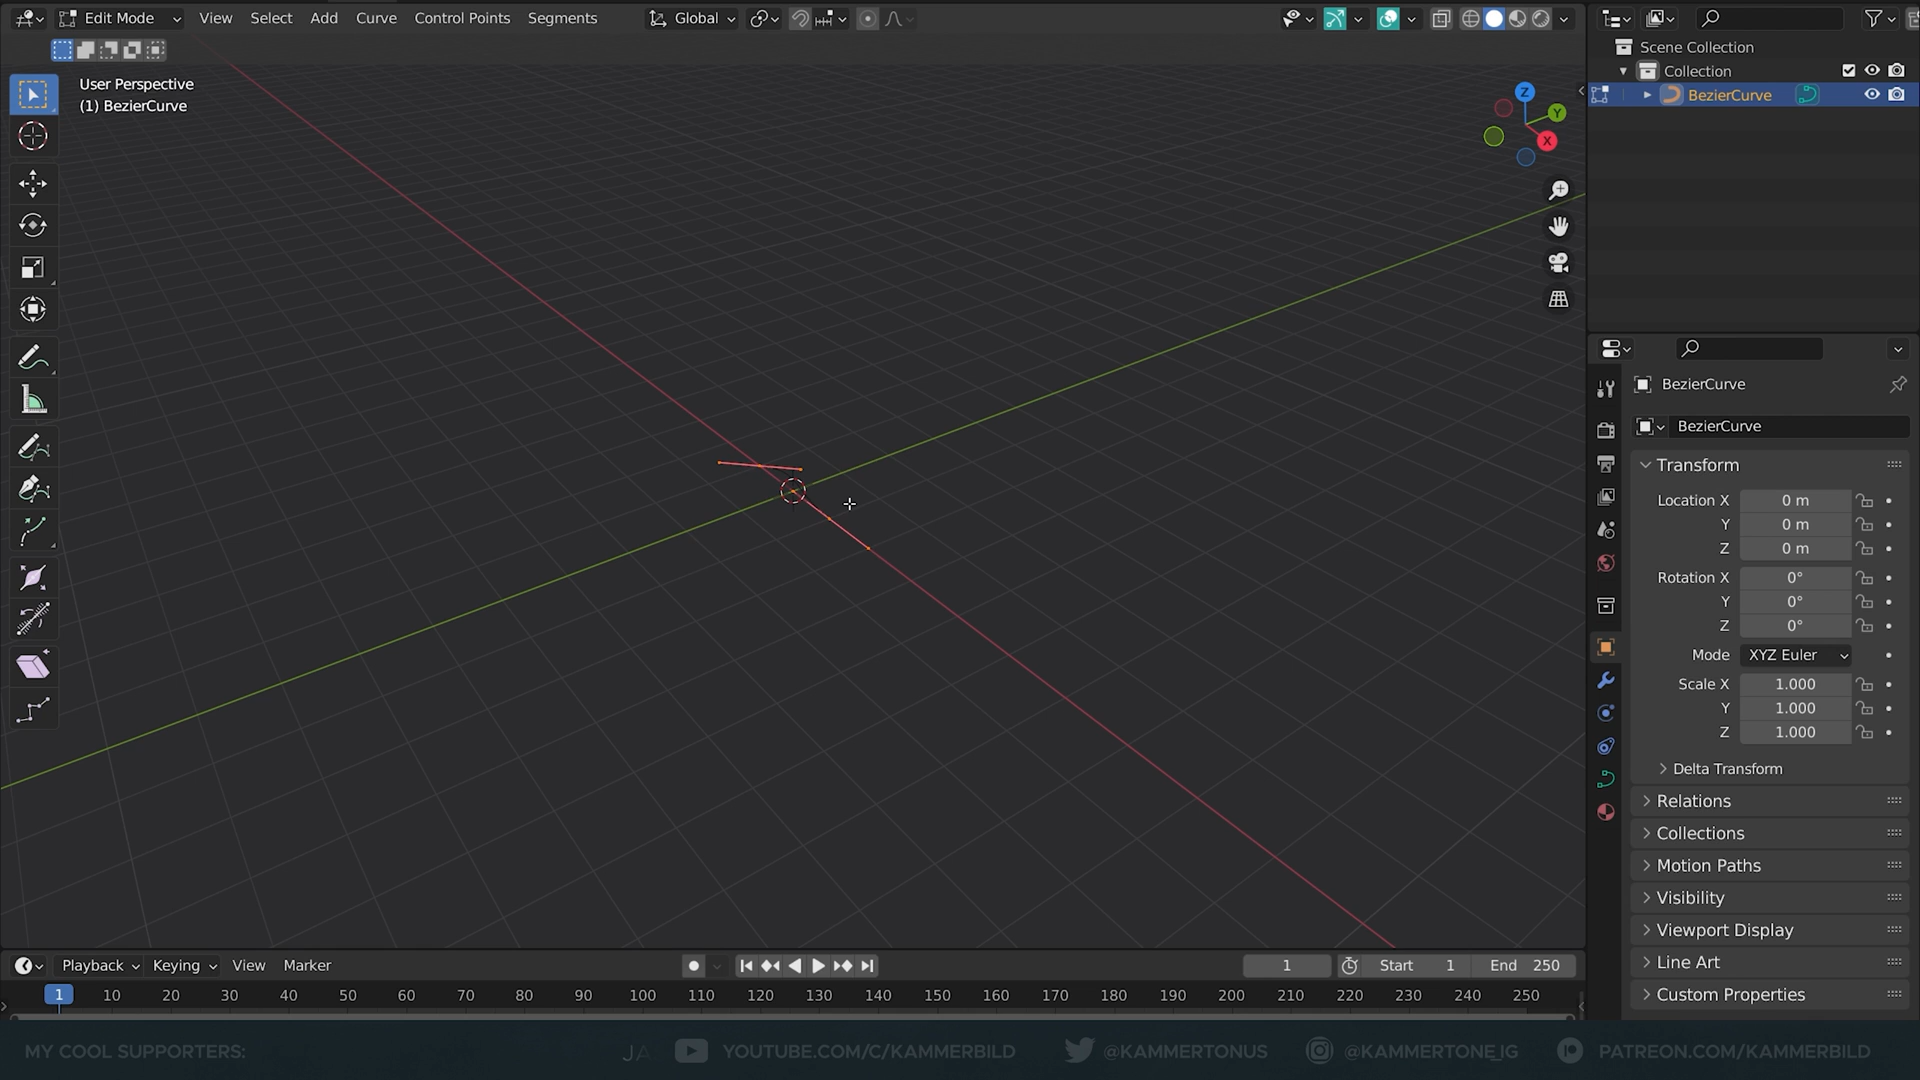 Edit Mode View Select Add Curve Control Points Segments Global
User Perspective
(1) BezierCurve
Z
Y
X
Scene Collection
Collection
BezierCurve
BezierCurve
BezierCurve
Transform
Location X 0 m
Y 0 m
Z 0 m
Rotation X 0°
Y 0°
Z 0°
Mode XYZ Euler
Scale X 1.000
Y 1.000
Z 1.000
Delta Transform
Relations
Collections
Motion Paths
Visibility
Viewport Display
Line Art
Custom Properties
Playback Keying View Marker 1 Start 1 End 250
1 10 20 30 40 50 60 70 80 90 100 110 120 130 140 150 160 170 180 190 200 210 220 230 240 250
MY COOL SUPPORTERS: JA YOUTUBE.COM/C/KAMMERBILD @KAMMERTONUS @KAMMERTONE_IG PATREON.COM/KAMMERBILD